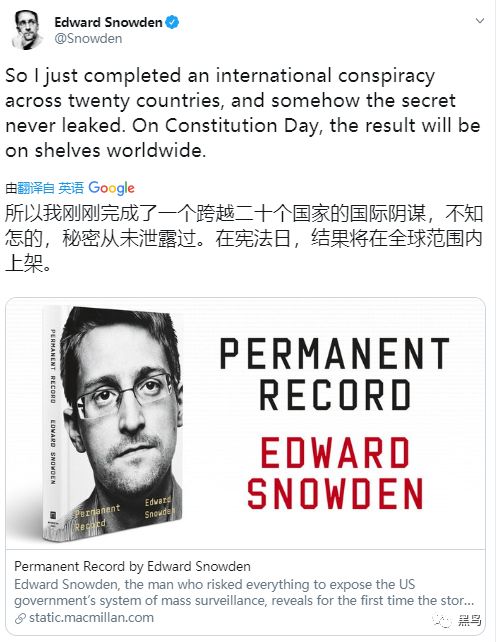 Edward Snowden
@Snowden
So I just completed an international conspiracy
across twenty countries, and somehow the secret
never leaked. On Constitution Day, the result will be
on shelves worldwide.
由翻译自 英语 Google
所以我刚刚完成了一个跨越二十个国家的国际阴谋，不知
怎的，秘密从未泄露过。在宪法日，结果将在全球范围内
上架。
PERMANENT RECORD EDWARD SNOWDEN
Permanent Record
Edward Snowden
PERMANENT
RECORD
EDWARD
SNOWDEN
Permanent Record by Edward Snowden
Edward Snowden, the man who risked everything to expose the US
government's system of mass surveillance, reveals for the first time the stor...
static.macmillan.com
黑鸟